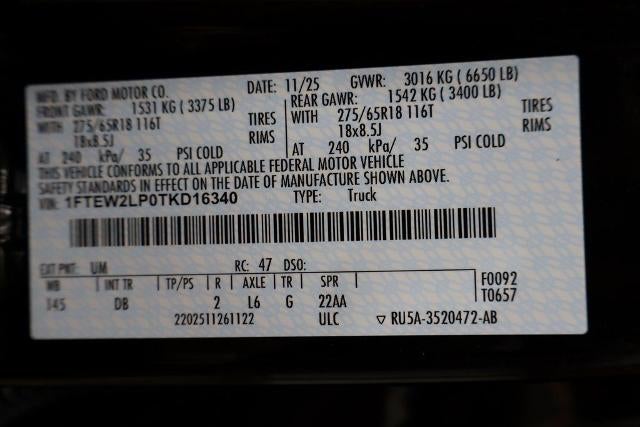 MFD. BY FORD MOTOR CO. DATE: 11/25 GVWR: 3016 KG ( 6650 LB)
FRONT GAWR: 1531 KG ( 3375 LB) REAR GAWR: 1542 KG ( 3400 LB)
WITH 275/65R18 116T TIRES WITH 275/65R18 116T TIRES
18x8.5J RIMS 18x8.5J RIMS
AT 240 kPa/ 35 PSI COLD AT 240 kPa/ 35 PSI COLD
THIS VEHICLE CONFORMS TO ALL APPLICABLE FEDERAL MOTOR VEHICLE
SAFETY STANDARDS IN EFFECT ON THE DATE OF MANUFACTURE SHOWN ABOVE.
VIN: 1FTEW2LP0TKD16340 TYPE: Truck
EXT PNT: UM RC: 47 DSO:
WB INT TR TP/PS R AXLE TR SPR F0092
145 DB 2 L6 G 22AA T0657
2202511261122 ULC ▽ RU5A-3520472-AB